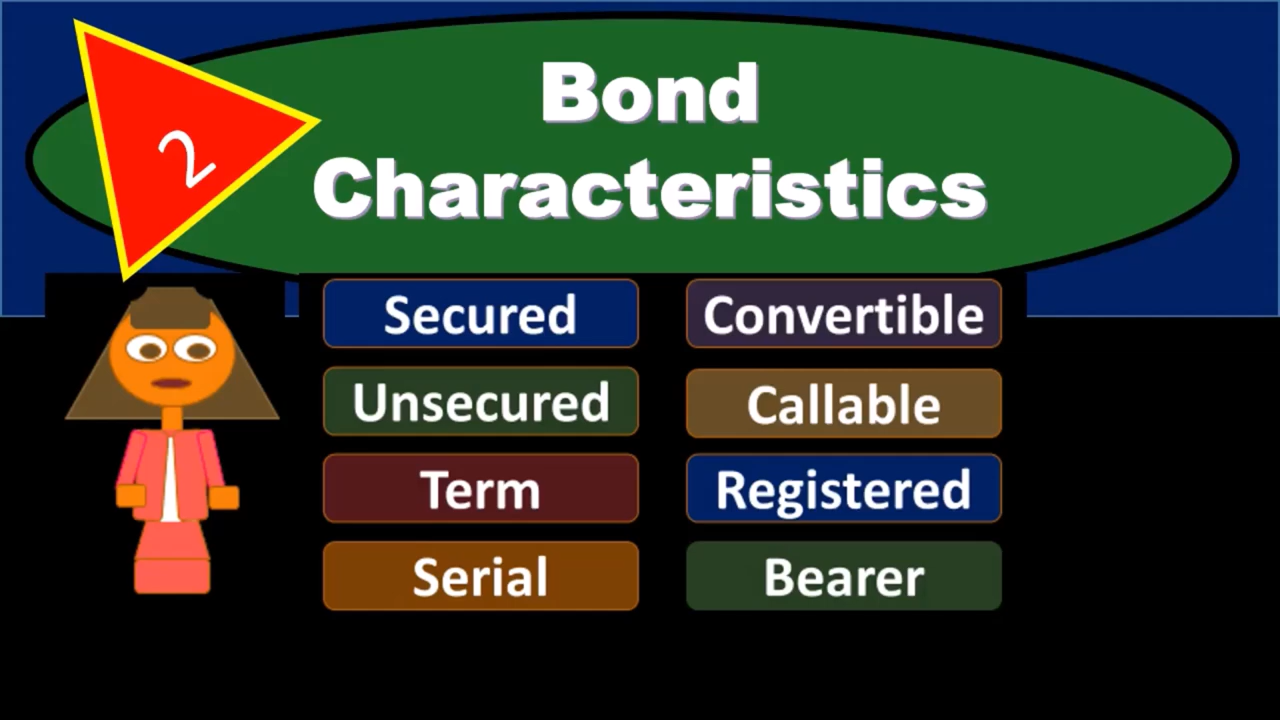 2
Bond
Characteristics
Secured
Convertible
Unsecured
Callable
Term
Registered
Serial
Bearer